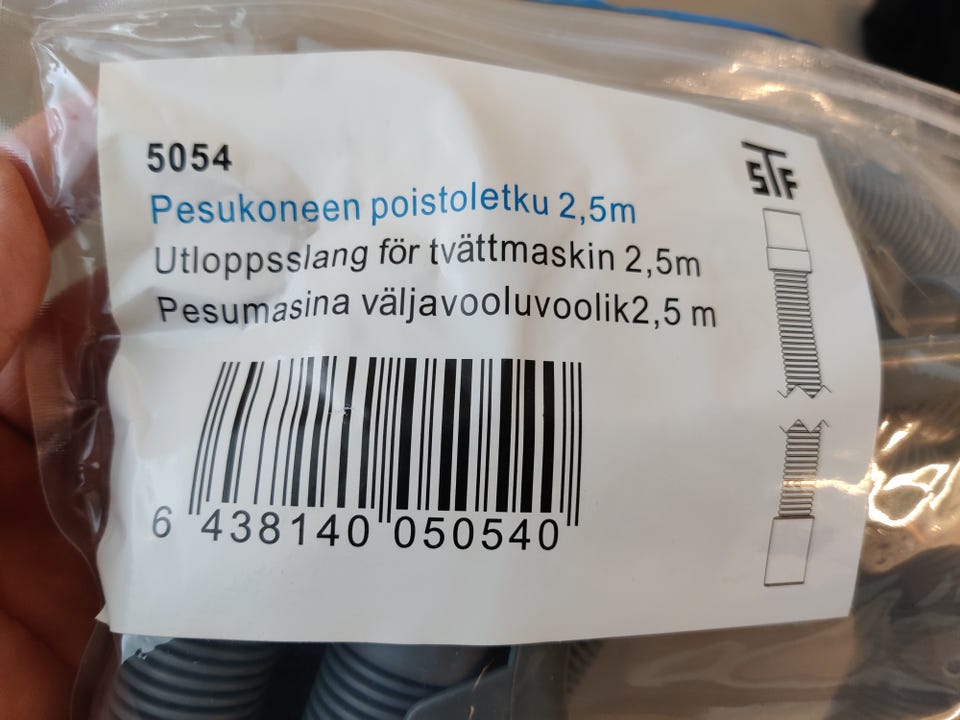 5054
STF
Pesukoneen poistoletku 2,5m
Utloppsslang för tvättmaskin 2,5m
Pesumasina väljavooluvoolik2,5 m
6 438140 050540